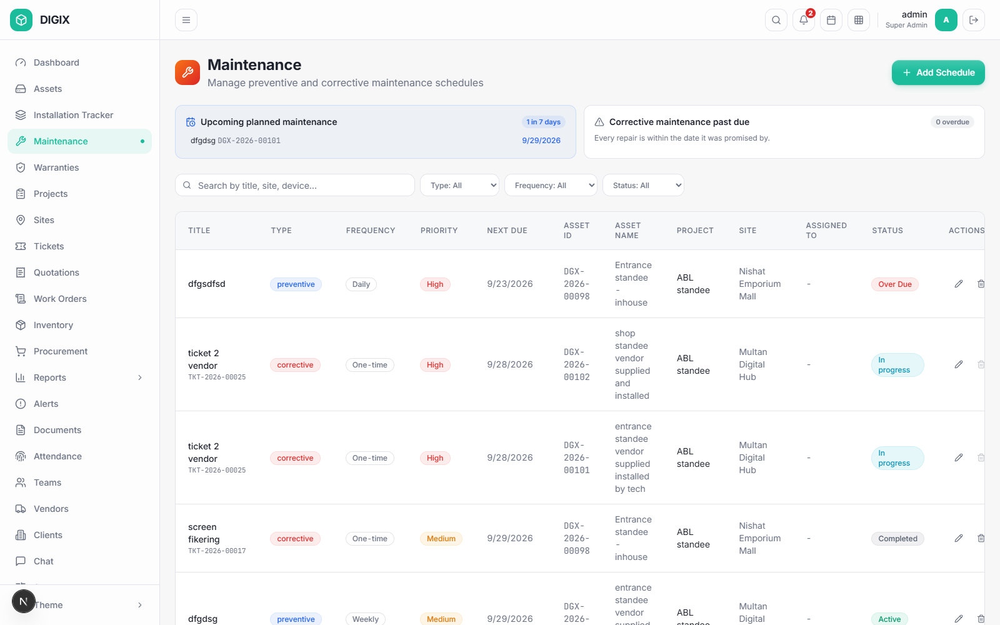 DIGIX
2
admin
Super Admin
A
Dashboard
Assets
Installation Tracker
Maintenance
Warranties
Projects
Sites
Tickets
Quotations
Work Orders
Inventory
Procurement
Reports
Alerts
Documents
Attendance
Teams
Vendors
Clients
Chat
N
Theme
Maintenance
Manage preventive and corrective maintenance schedules
Add Schedule
Upcoming planned maintenance
1 in 7 days
dfgdsg DGX-2026-00101
9/29/2026
Corrective maintenance past due
0 overdue
Every repair is within the date it was promised by.
Search by title, site, device...
Type: All
Frequency: All
Status: All
TITLE TYPE FREQUENCY PRIORITY NEXT DUE ASSET ID ASSET NAME PROJECT SITE ASSIGNED TO STATUS ACTIONS
dfgsdfsd
preventive
Daily
High
9/23/2026
DGX-
2026-
00098
Entrance
standee
-
inhouse
ABL
standee
Nishat
Emporium
Mall
-
Over Due
ticket 2
vendor
TKT-2026-00025
corrective
One-time
High
9/28/2026
DGX-
2026-
00102
shop
standee
vendor
supplied
and
installed
ABL
standee
Multan
Digital
Hub
-
In
progress
ticket 2
vendor
TKT-2026-00025
corrective
One-time
High
9/28/2026
DGX-
2026-
00101
entrance
standee
vendor
supplied
installed
by tech
ABL
standee
Multan
Digital
Hub
-
In
progress
screen
fikering
TKT-2026-00017
corrective
One-time
Medium
9/29/2026
DGX-
2026-
00098
Entrance
standee
-
inhouse
ABL
standee
Nishat
Emporium
Mall
-
Completed
dfgdsg
preventive
Weekly
Medium
9/29/2026
DGX-
2026-
entrance
standee
vendor
supplied
ABL
standee
Multan
Digital
-
Active